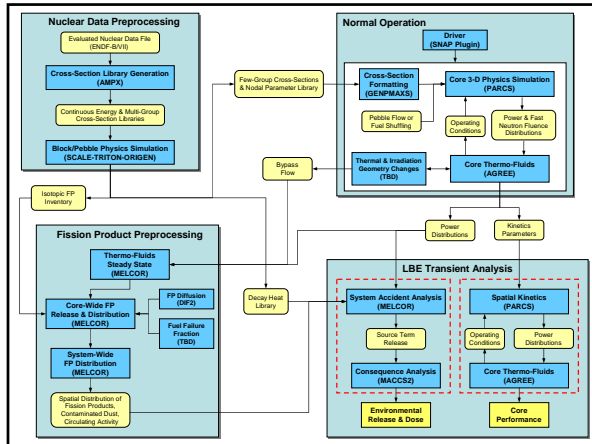 Nuclear Data Preprocessing
Evaluated Nuclear Data File
(ENDF-B/VII)
Cross-Section Library Generation
(AMPX)
Continuous Energy & Multi-Group
Cross-Section Libraries
Block/Pebble Physics Simulation
(SCALE-TRITON-ORIGEN)
Normal Operation
Driver
(SNAP Plugin)
Few-Group Cross-Sections
& Nodal Parameter Library
Cross-Section
Formatting
(GENPMAXS)
Core 3-D Physics Simulation
(PARCS)
Pebble Flow or
Fuel Shuffling
Operating
Conditions
Power & Fast
Neutron Fluence
Distributions
Thermal & Irradiation
Geometry Changes
(TBD)
Core Thermo-Fluids
(AGREE)
Bypass
Flow
Isotopic FP
Inventory
Power
Distributions
Kinetics
Parameters
Fission Product Preprocessing
Thermo-Fluids
Steady State
(MELCOR)
Core-Wide FP
Release & Distribution
(MELCOR)
FP Diffusion
(DIF2)
Fuel Failure
Fraction
(TBD)
System-Wide
FP Distribution
(MELCOR)
Spatial Distribution of
Fission Products,
Contaminated Dust,
Circulating Activity
Decay Heat
Library
LBE Transient Analysis
System Accident Analysis
(MELCOR)
Source Term
Release
Consequence Analysis
(MACCS2)
Environmental
Release & Dose
Spatial Kinetics
(PARCS)
Operating
Conditions
Power
Distributions
Core Thermo-Fluids
(AGREE)
Core
Performance